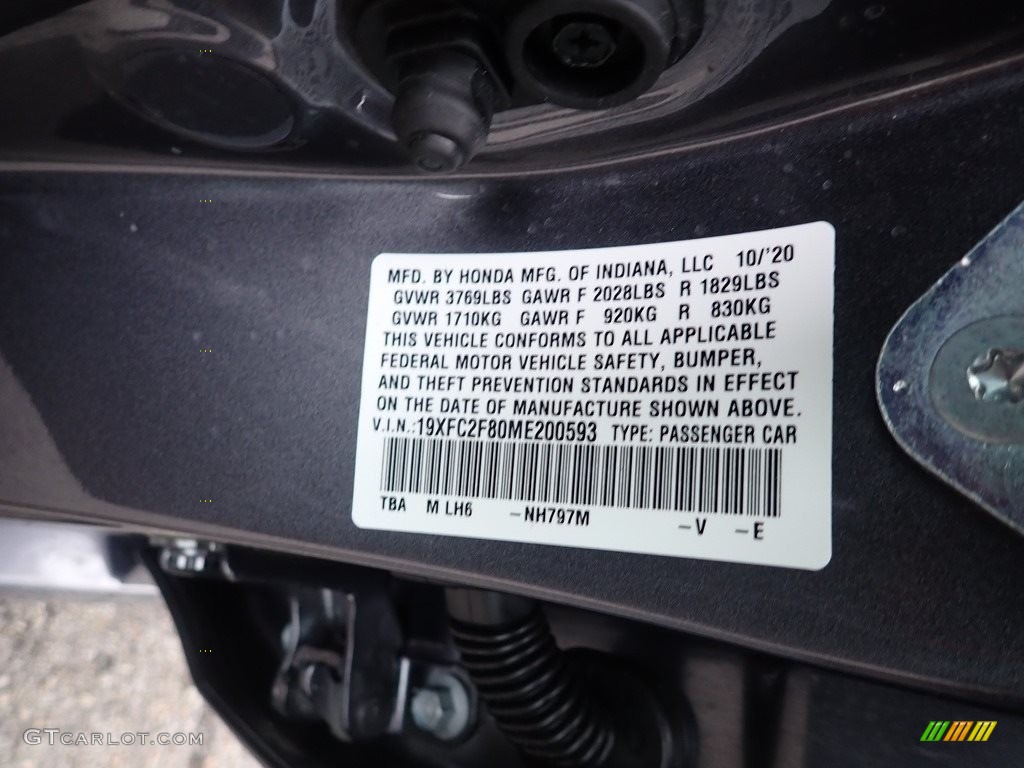 MFD. BY HONDA MFG. OF INDIANA, LLC 10/'20
GVWR 3769LBS GAWR F 2028LBS R 1829LBS
GVWR 1710KG GAWR F 920KG R 830KG
THIS VEHICLE CONFORMS TO ALL APPLICABLE
FEDERAL MOTOR VEHICLE SAFETY, BUMPER,
AND THEFT PREVENTION STANDARDS IN EFFECT
ON THE DATE OF MANUFACTURE SHOWN ABOVE.
V.I.N.:19XFC2F80ME200593 TYPE: PASSENGER CAR
TBA M LH6 -NH797M -V -E
GTCARLOT.COM